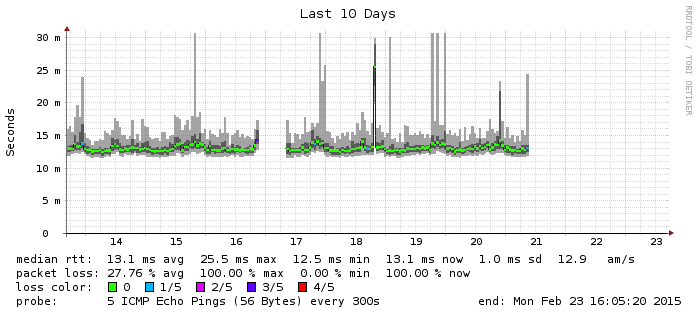 Last 10 Days
RRDTOOL / TOBI OETIKER
Seconds
30 m
25 m
20 m
15 m
10 m
5 m
0
14 15 16 17 18 19 20 21 22 23
median rtt: 13.1 ms avg 25.5 ms max 12.5 ms min 13.1 ms now 1.0 ms sd 12.9 am/s
packet loss: 27.76 % avg 100.00 % max 0.00 % min 100.00 % now
loss color: 0 1/5 2/5 3/5 4/5
probe: 5 ICMP Echo Pings (56 Bytes) every 300s end: Mon Feb 23 16:05:20 2015